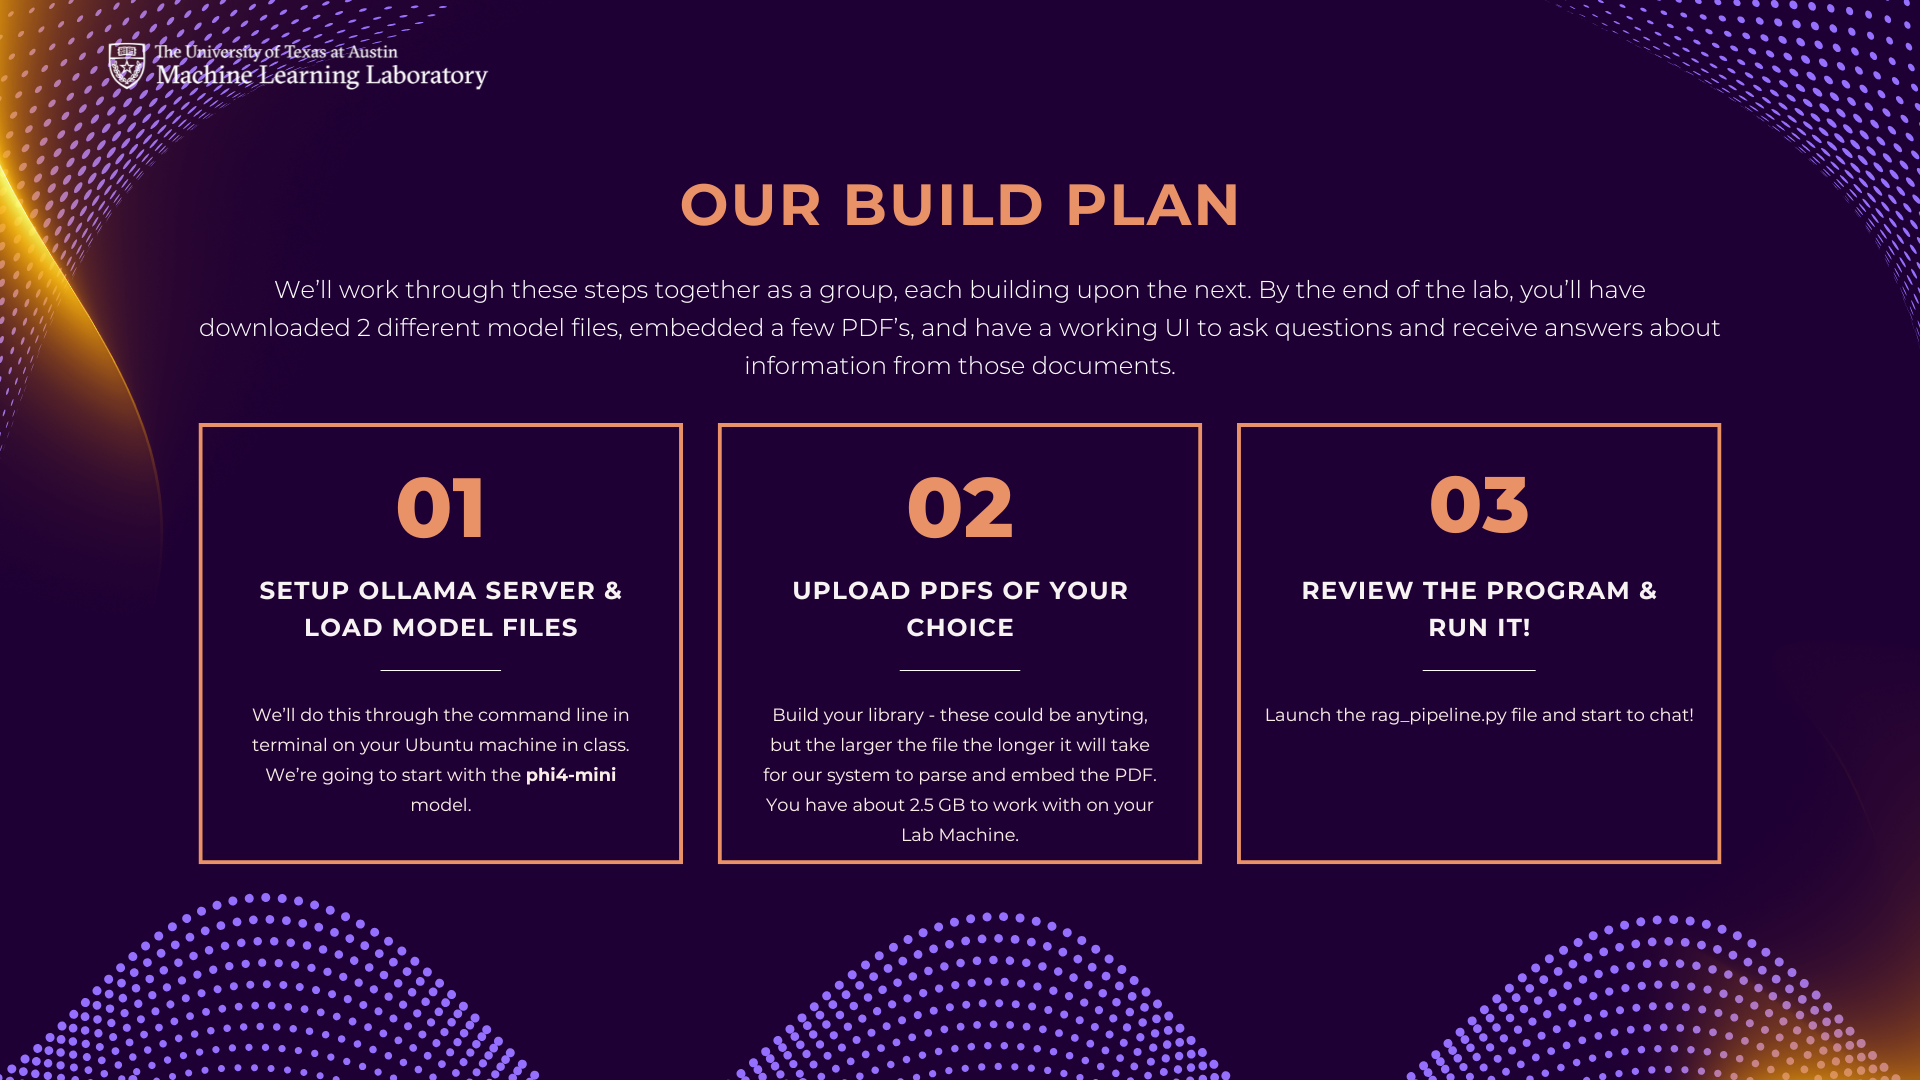 The University of Texas at Austin
Machine Learning Laboratory
OUR BUILD PLAN
We’ll work through these steps together as a group, each building upon the next. By the end of the lab, you’ll have
downloaded 2 different model files, embedded a few PDF’s, and have a working UI to ask questions and receive answers about
information from those documents.
01
SETUP OLLAMA SERVER &
LOAD MODEL FILES
We’ll do this through the command line in
terminal on your Ubuntu machine in class.
We’re going to start with the phi4-mini
model.
02
UPLOAD PDFS OF YOUR
CHOICE
Build your library - these could be anyting,
but the larger the file the longer it will take
for our system to parse and embed the PDF.
You have about 2.5 GB to work with on your
Lab Machine.
03
REVIEW THE PROGRAM &
RUN IT!
Launch the rag_pipeline.py file and start to chat!